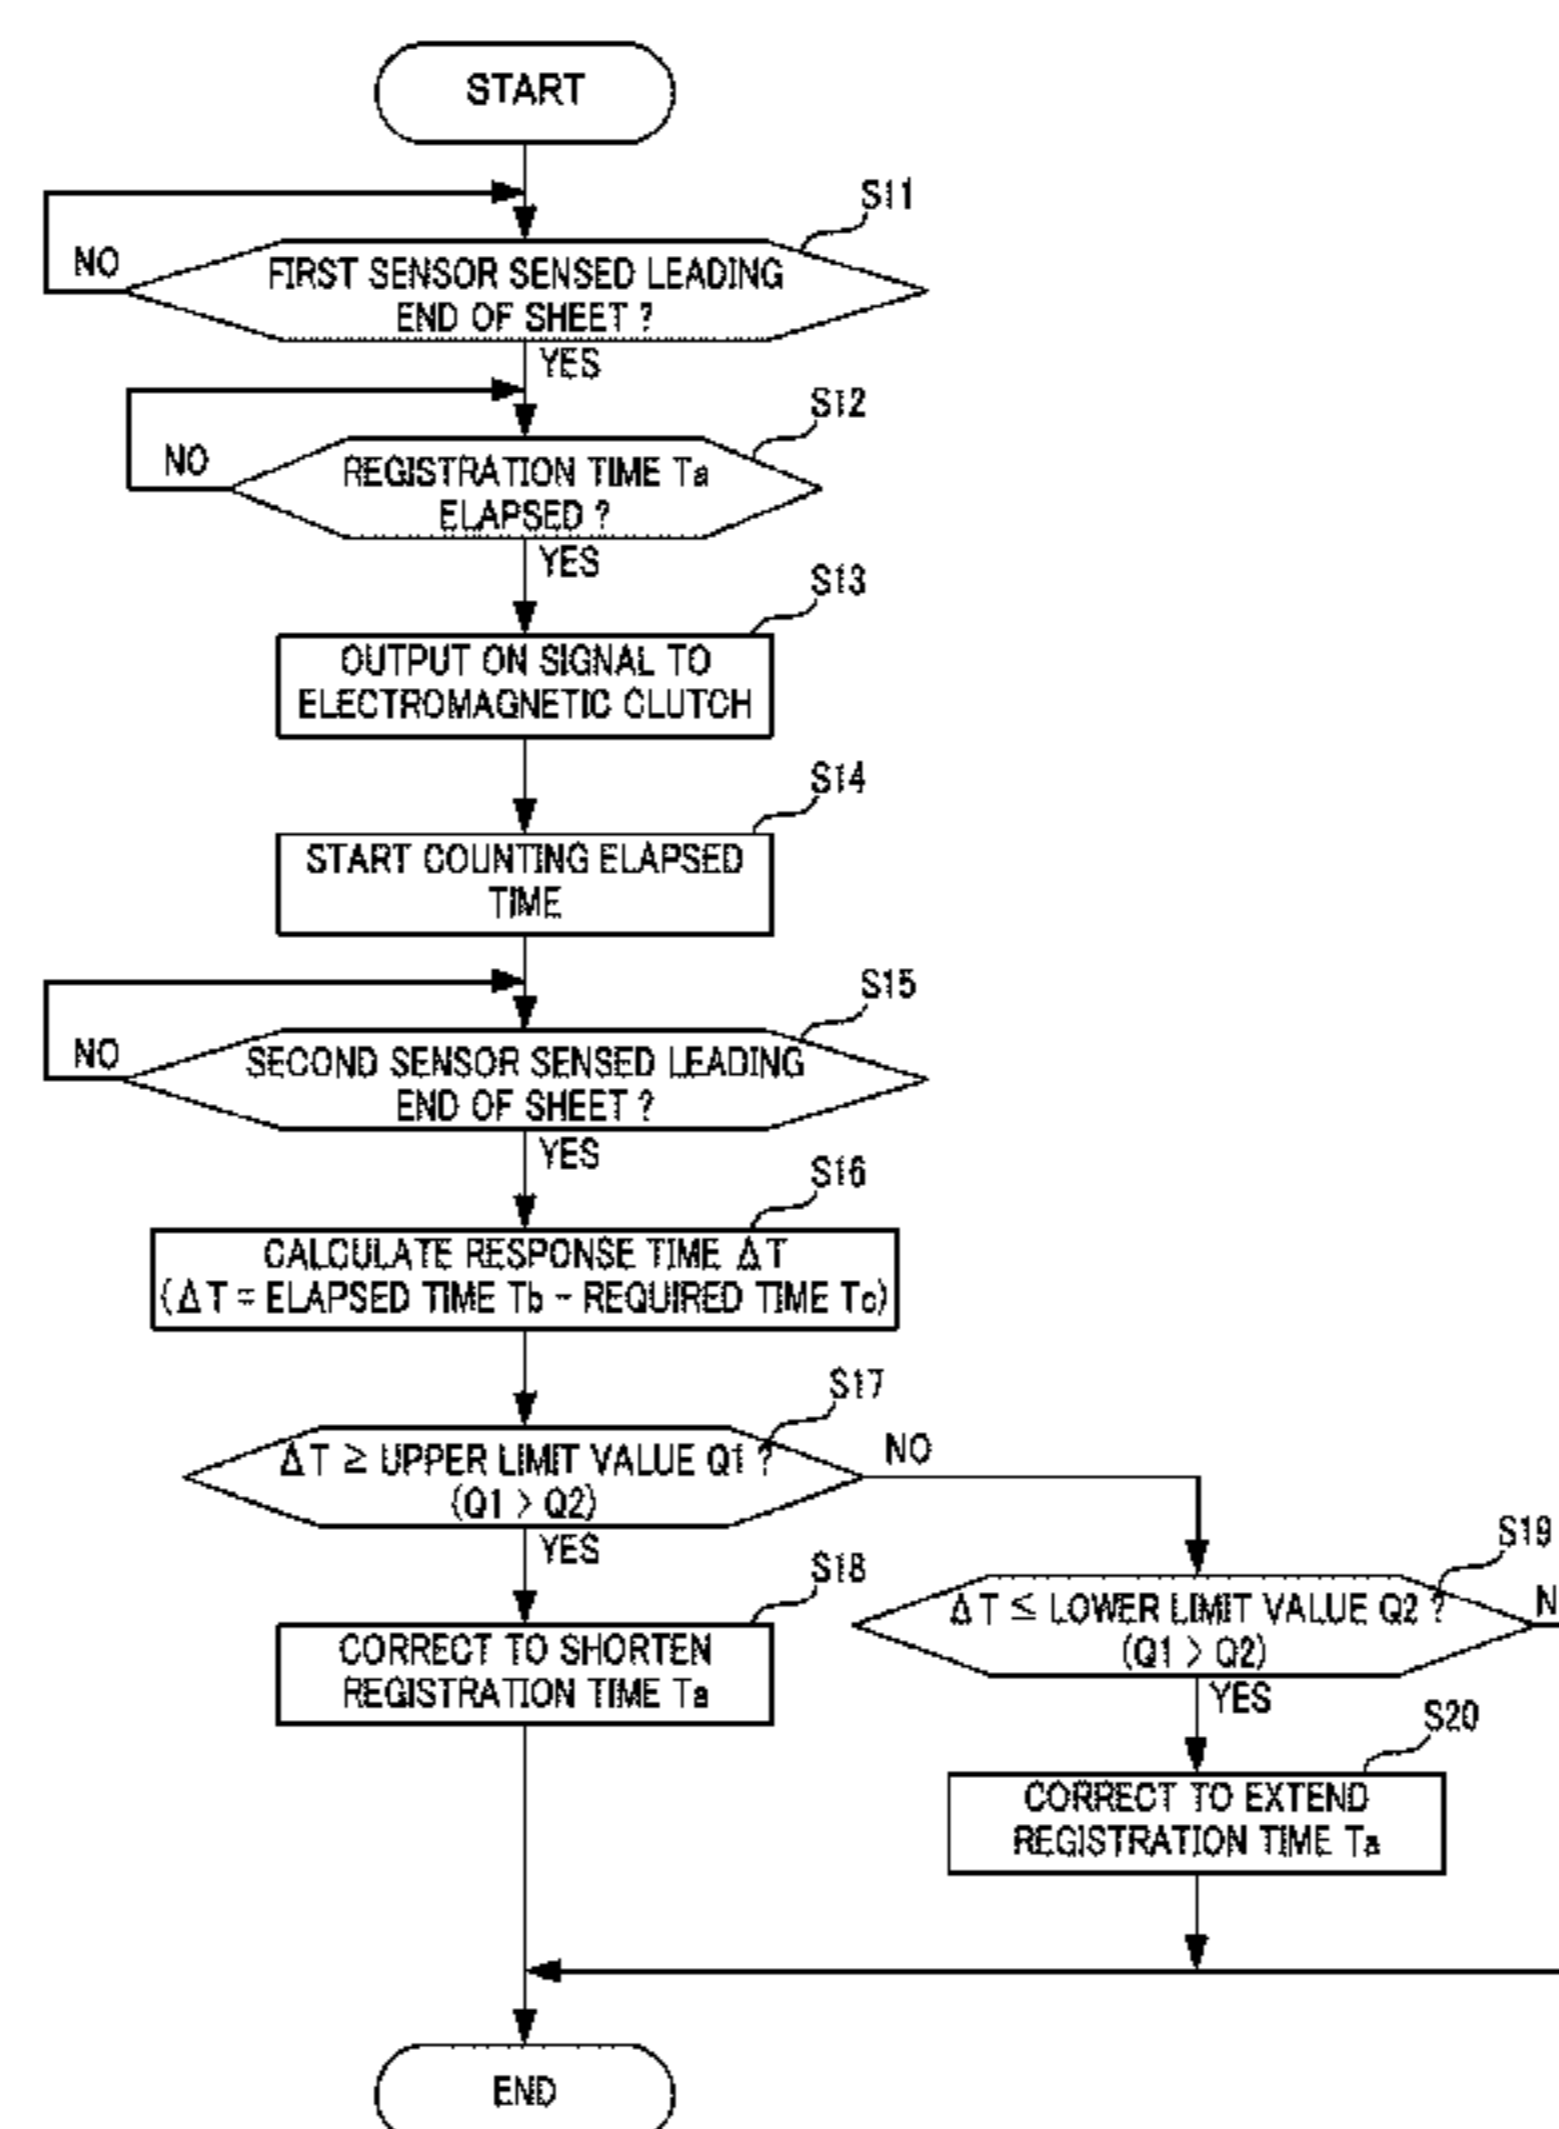 START
S11
NO
FIRST SENSOR SENSED LEADING
END OF SHEET ?
YES
S12
NO
REGISTRATION TIME Ta
ELAPSED ?
YES
S13
OUTPUT ON SIGNAL TO
ELECTROMAGNETIC CLUTCH
S14
START COUNTING ELAPSED
TIME
S15
NO
SECOND SENSOR SENSED LEADING
END OF SHEET ?
YES
S16
CALCULATE RESPONSE TIME ΔT
(ΔT = ELAPSED TIME Tb - REQUIRED TIME Tc)
S17
ΔT ≥ UPPER LIMIT VALUE Q1 ?
(Q1 > Q2)
NO
YES
S18
CORRECT TO SHORTEN
REGISTRATION TIME Ta
S19
ΔT ≤ LOWER LIMIT VALUE Q2 ?
(Q1 > Q2)
YES
S20
CORRECT TO EXTEND
REGISTRATION TIME Ta
END